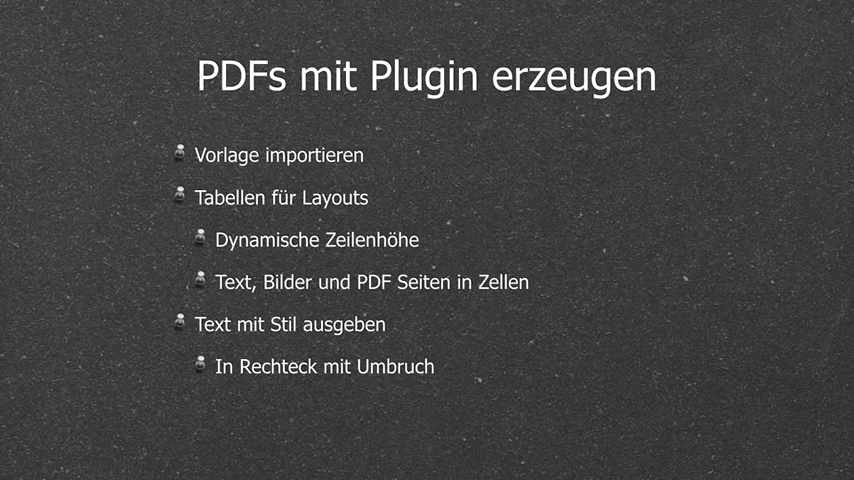 PDFs mit Plugin erzeugen
Vorlage importieren
Tabellen für Layouts
Dynamische Zeilenhöhe
Text, Bilder und PDF Seiten in Zellen
Text mit Stil ausgeben
In Rechteck mit Umbruch